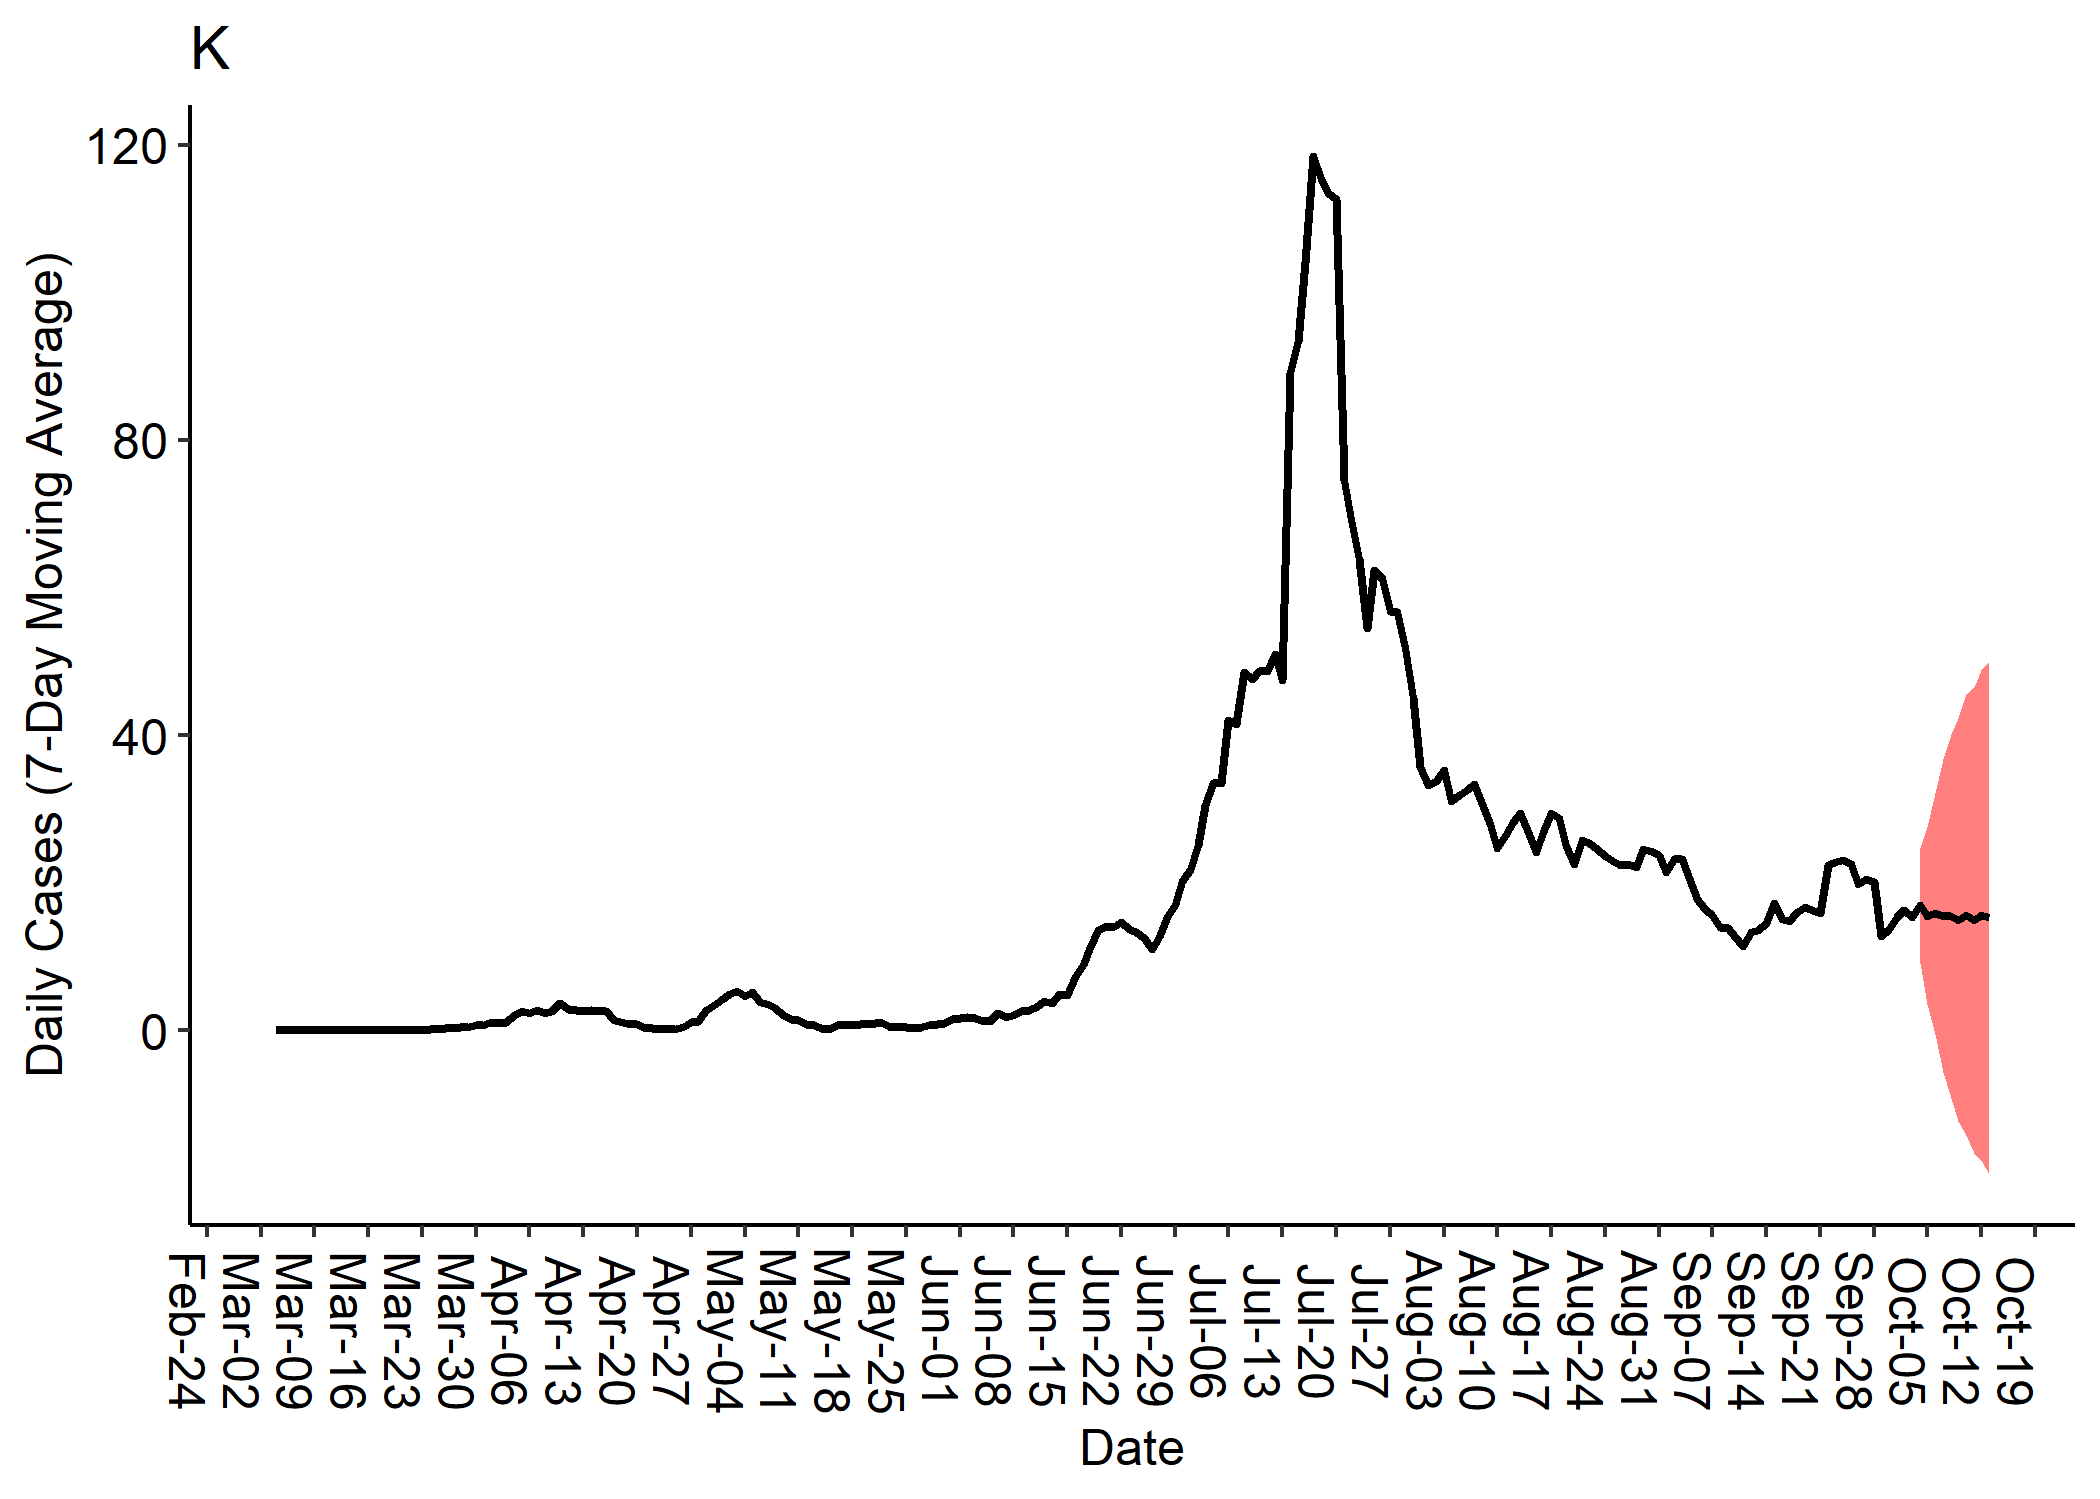 K
Daily Cases (7-Day Moving Average)
120
80
40
0
Feb-24
Mar-02
Mar-09
Mar-16
Mar-23
Mar-30
Apr-06
Apr-13
Apr-20
Apr-27
May-04
May-11
May-18
May-25
Jun-01
Jun-08
Jun-15
Jun-22
Jun-29
Jul-06
Jul-13
Jul-20
Jul-27
Aug-03
Aug-10
Aug-17
Aug-24
Aug-31
Sep-07
Sep-14
Sep-21
Sep-28
Oct-05
Oct-12
Oct-19
Date